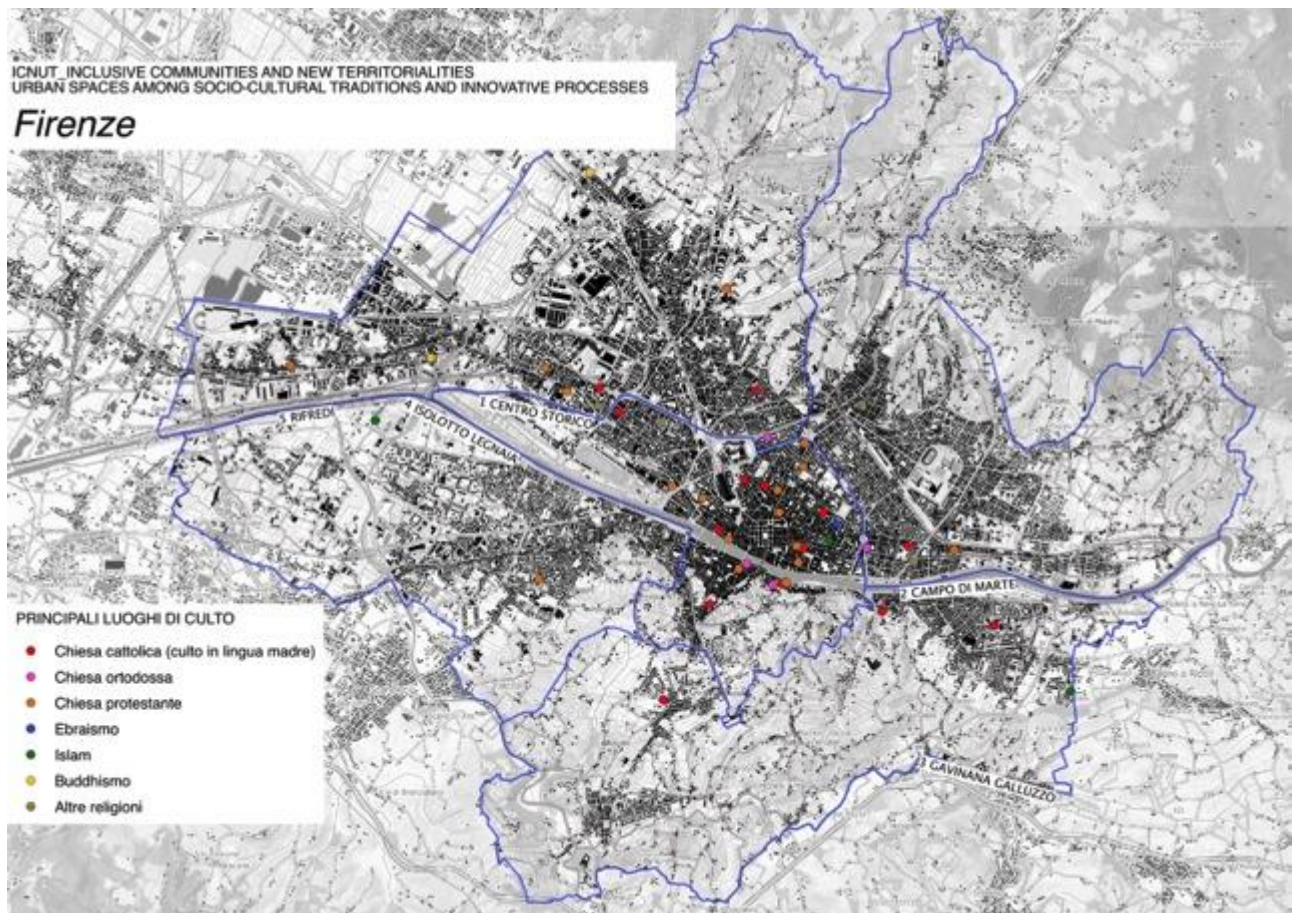 ICNUT_INCLUSIVE COMMUNITIES AND NEW TERRITORIALITIES
URBAN SPACES AMONG SOCIO-CULTURAL TRADITIONS AND INNOVATIVE PROCESSES
Firenze
5 RIFREDI
4 ISOLOTTO LEGNAIA
1 CENTRO STORICO
2 CAMPO DI MARTE
3 GAVINANA GALLUZZO
PRINCIPALI LUOGHI DI CULTO
Chiesa cattolica (culto in lingua madre)
Chiesa ortodossa
Chiesa protestante
Ebraismo
Islam
Buddhismo
Altre religioni